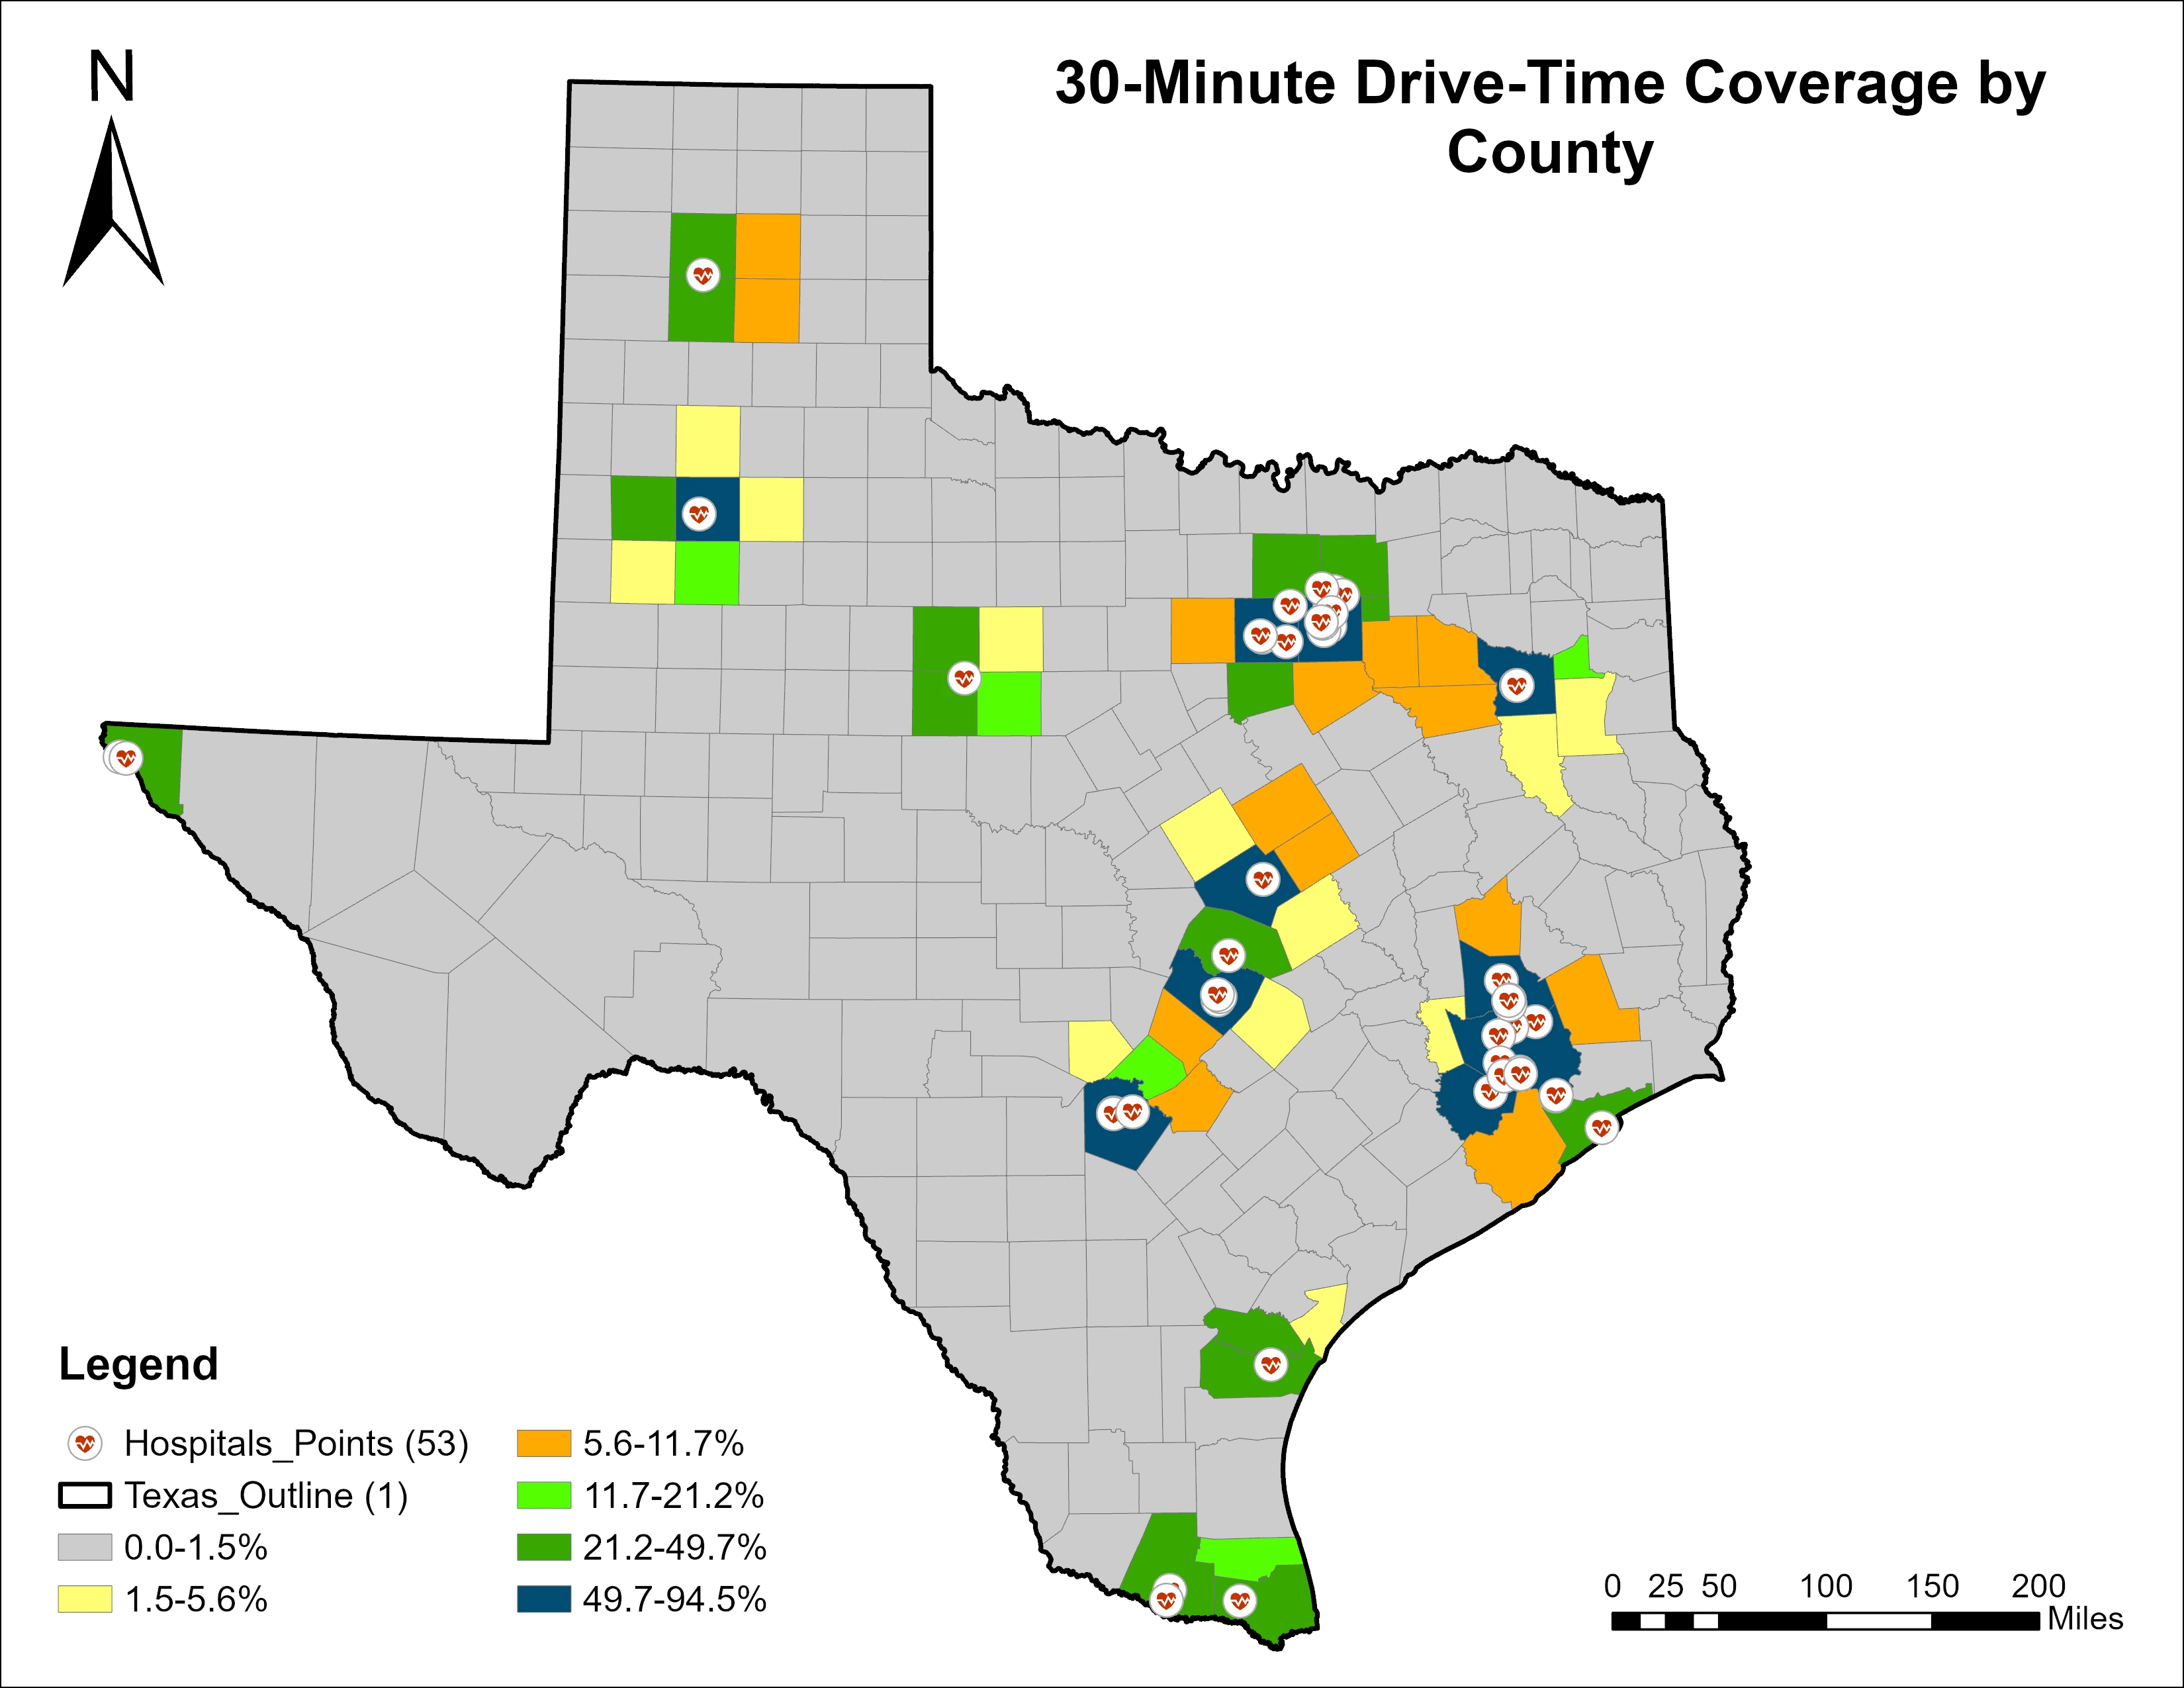 N
30-Minute Drive-Time Coverage by
County
Legend
Hospitals_Points (53)
Texas_Outline (1)
0.0-1.5%
1.5-5.6%
5.6-11.7%
11.7-21.2%
21.2-49.7%
49.7-94.5%
0 25 50 100 150 200
Miles